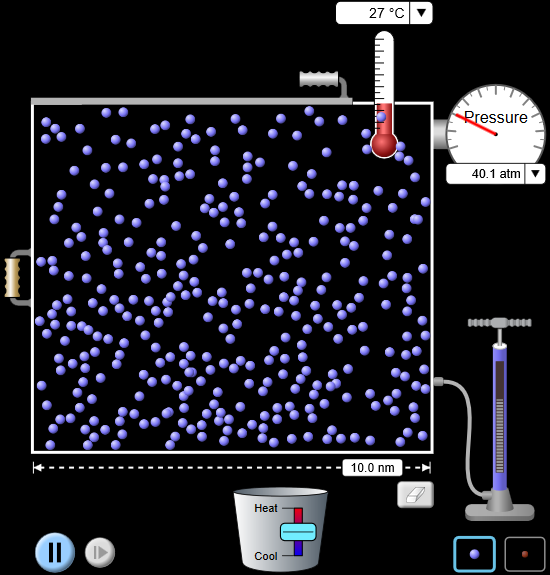 27 °C
Pressure
40.1 atm
10.0 nm
Heat
Cool